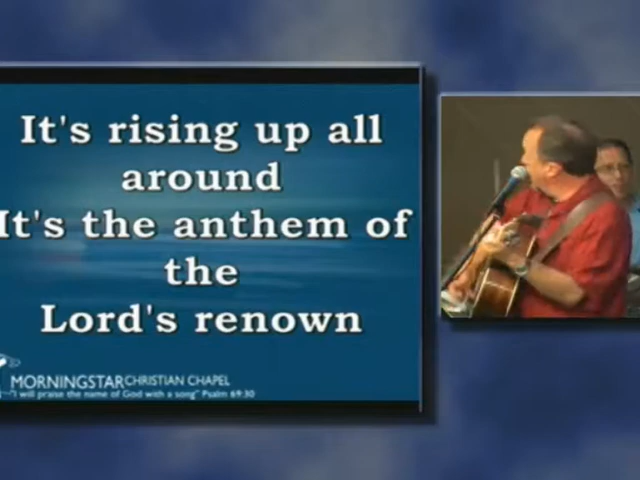 It's rising up all
around
It's the anthem of
the
Lord's renown
MORNINGSTAR CHRISTIAN CHAPEL
"I will praise the name of God with a song" Psalm 69:30